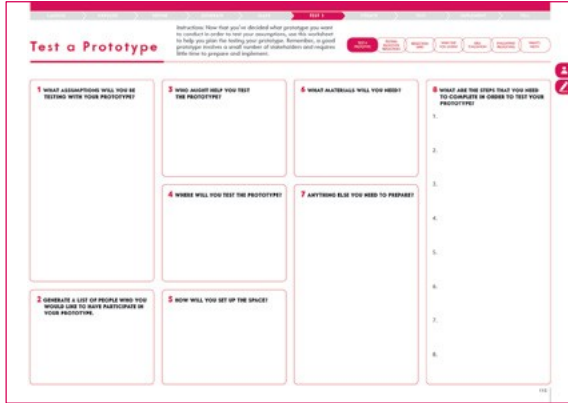 TEST 2
Test a Prototype
Instructions: Now that you've decided what prototype you want
to conduct in order to test your assumptions, use this worksheet
to help you plan the testing your prototype. Remember, a good
prototype involves a small number of stakeholders and requires
little time to prepare and implement.
TEST A
PROTOTYPE
1 WHAT ASSUMPTIONS WILL YOU BE
TESTING WITH YOUR PROTOTYPE?
2 GENERATE A LIST OF PEOPLE WHO YOU
WOULD LIKE TO HAVE PARTICIPATE IN
YOUR PROTOTYPE.
3 WHO MIGHT HELP YOU TEST
THE PROTOTYPE?
4 WHERE WILL YOU TEST THE PROTOTYPE?
5 HOW WILL YOU SET UP THE SPACE?
6 WHAT MATERIALS WILL YOU NEED?
7 ANYTHING ELSE YOU NEED TO PREPARE?
8 WHAT ARE THE STEPS THAT YOU NEED
TO COMPLETE IN ORDER TO TEST YOUR
PROTOTYPE?
1.
2.
3.
4.
5.
6.
7.
8.